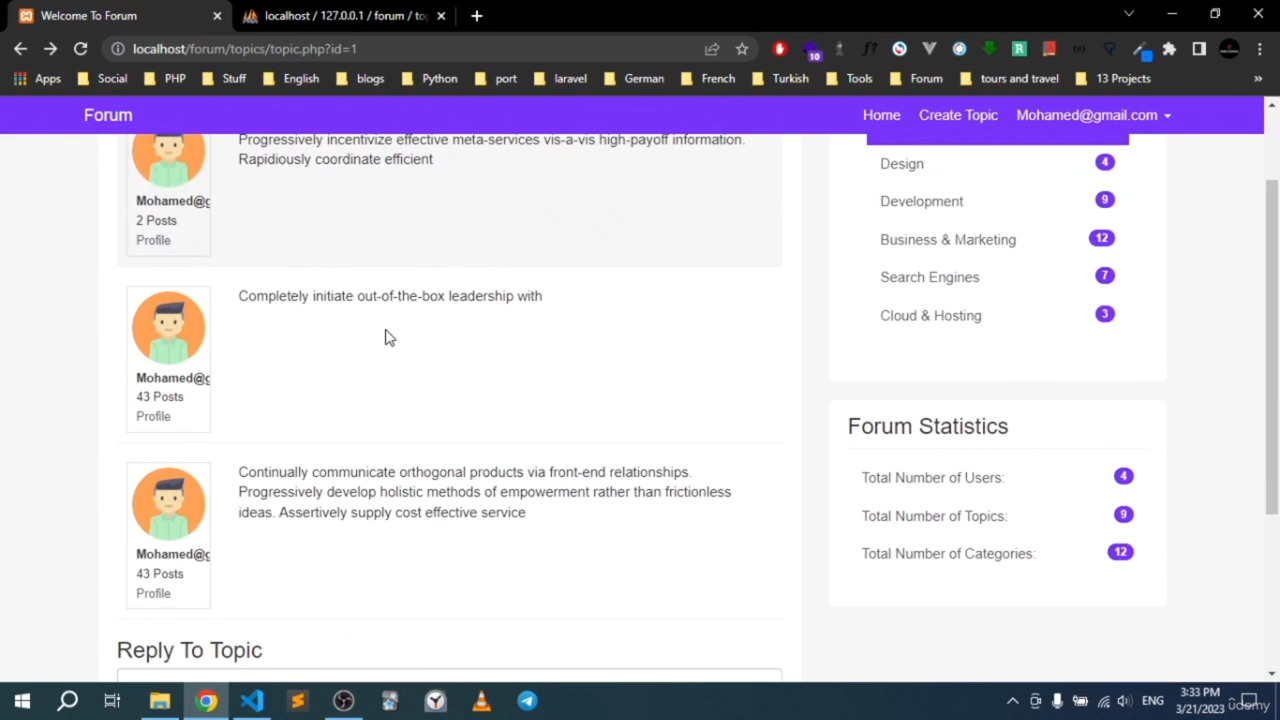 Welcome To Forum
localhost / 127.0.0.1 / forum / to
localhost/forum/topics/topic.php?id=1
10
f?
R
Apps Social PHP Stuff English blogs Python port laravel German French Turkish Tools Forum tours and travel 13 Projects »
Forum
Home Create Topic Mohamed@gmail.com
Progressively incentivize effective meta-services vis-a-vis high-payoff information.
Rapidiously coordinate efficient
Mohamed@g
2 Posts
Profile
Completely initiate out-of-the-box leadership with
Mohamed@g
43 Posts
Profile
Continually communicate orthogonal products via front-end relationships.
Progressively develop holistic methods of empowerment rather than frictionless
ideas. Assertively supply cost effective service
Mohamed@g
43 Posts
Profile
Reply To Topic
Design 4
Development 9
Business & Marketing 12
Search Engines 7
Cloud & Hosting 3
Forum Statistics
Total Number of Users: 4
Total Number of Topics: 9
Total Number of Categories: 12
ENG
3:33 PM
3/21/2023
udemy